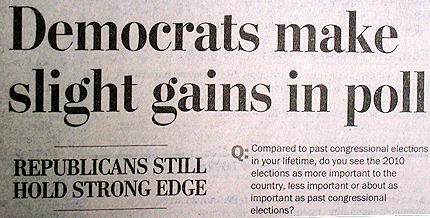 Democrats make
slight gains in poll
REPUBLICANS STILL
HOLD STRONG EDGE
Q: Compared to past congressional elections
in your lifetime, do you see the 2010
elections as more important to the
country, less important or about as
important as past congressional
elections?